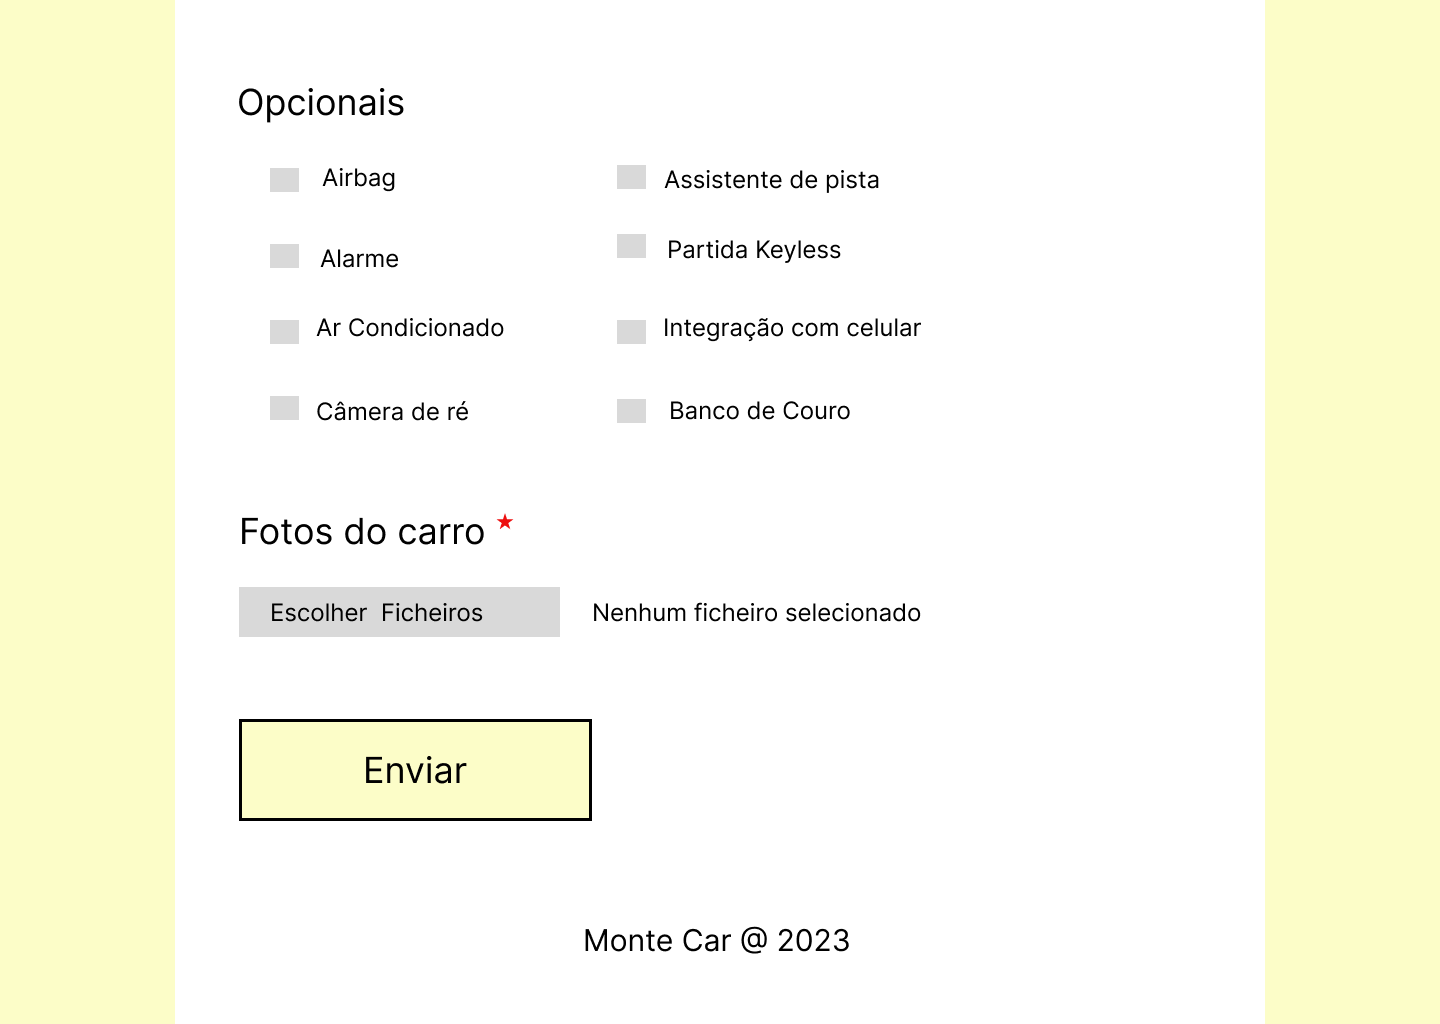 Opcionais
Airbag
Assistente de pista
Alarme
Partida Keyless
Ar Condicionado
Integração com celular
Câmera de ré
Banco de Couro
Fotos do carro ★
Escolher  Ficheiros
Nenhum ficheiro selecionado
Enviar
Monte Car @ 2023